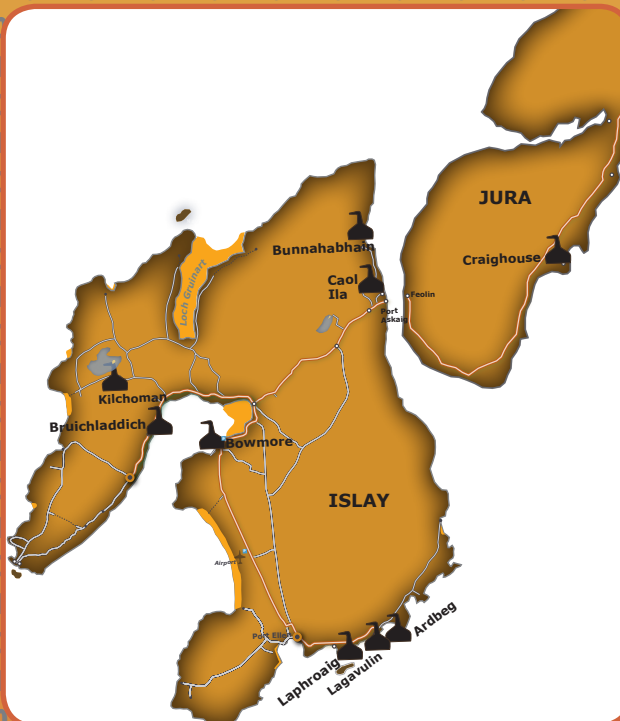 JURA
Bunnahabhain
Craighouse
Loch Gruinart
Caol
Ila
Feolin
Port
Askaig
Kilchoman
Bruichladdich
Bowmore
ISLAY
Airport
Port Ellen
Ardbeg
Laphroaig
Lagavulin